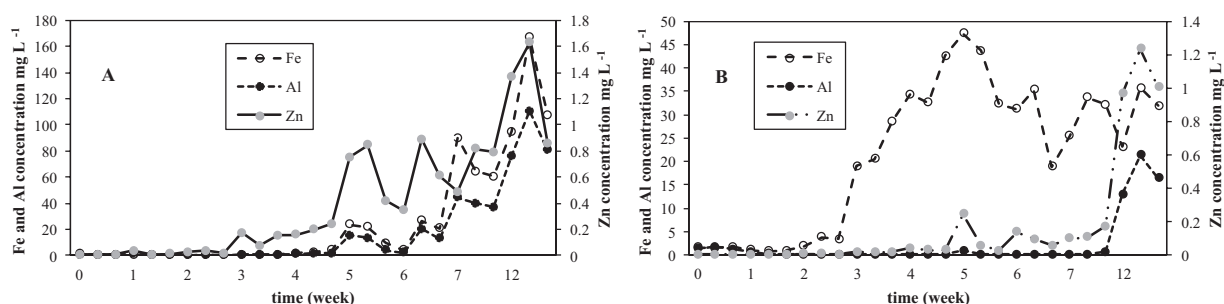 180
160
140
120
100
80
60
40
20
0
Fe and Al concentration mg L -1
A
Fe
Al
Zn
1.8
1.6
1.4
1.2
1
0.8
0.6
0.4
0.2
0
Zn concentration mg L -1
0 1 2 3 4 5 6 7 12
time (week)
50
45
40
35
30
25
20
15
10
5
0
Fe and Al concentration mg L -1
B
Fe
Al
Zn
1.4
1.2
1
0.8
0.6
0.4
0.2
0
Zn concentration mg L -1
0 1 2 3 4 5 6 7 12
time (week)